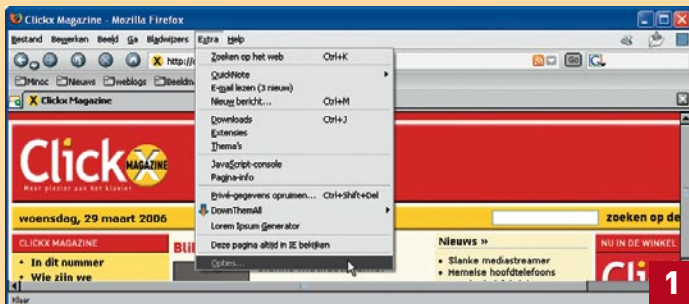 Clickx Magazine - Mozilla Firefox
Bestand Bewerken Beeld Ga Bladwijzers Extra Help
http://
Go
Minoc Nieuws weblogs
X Clickx Magazine
Zoeken op het web Ctrl+K
QuickNote
E-mail lezen (3 nieuw)
Nieuw bericht... Ctrl+M
Downloads Ctrl+J
Extensies
Thema's
JavaScript-console
Pagina-info
Privé-gegevens opruimen... Ctrl+Shift+Del
DownThemAll
Lorem Ipsum Generator
Deze pagina altijd in IE bekijken
Opties...
Click X MAGAZINE
Meer plezier aan het klavier
woensdag, 29 maart 2006
zoeken op de
CLICKX MAGAZINE
• In dit nummer
• Wie zijn we
Bli
Nieuws »
• Slanke mediastreamer
• Hemelse hoofdtelefoons
NU IN DE WINKEL
Cli
Klaar
1